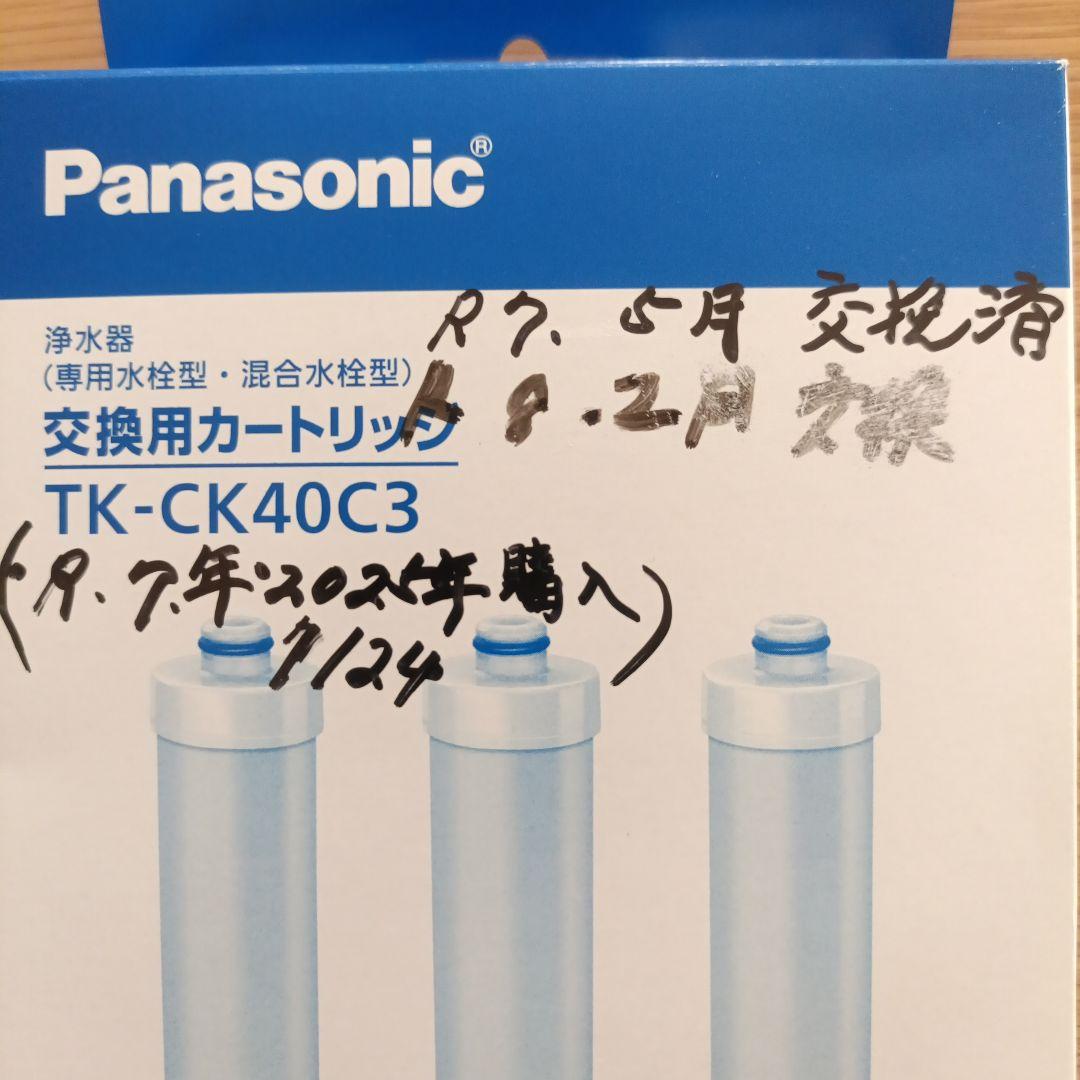 Panasonic®
浄水器
(専用水栓型・混合水栓型)
交換用カートリッジ
TK-CK40C3
R7.5月 交換済
R8.2月 交換
(R.7.年・2025年購入)
7/24